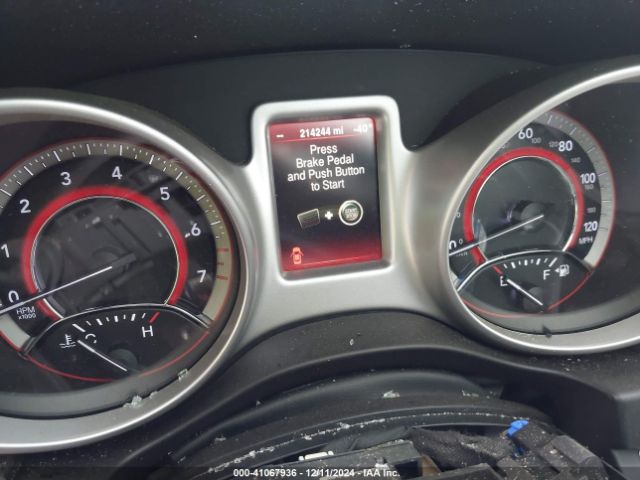 -- 214244 mi -40°
Press
Brake Pedal
and Push Button
to Start
0 1 2 3 4 5 6 7
RPM
x1000
C H
0 60 80 100 120
MPH
E F
000-41067936 - 12/11/2024 - IAA Inc.